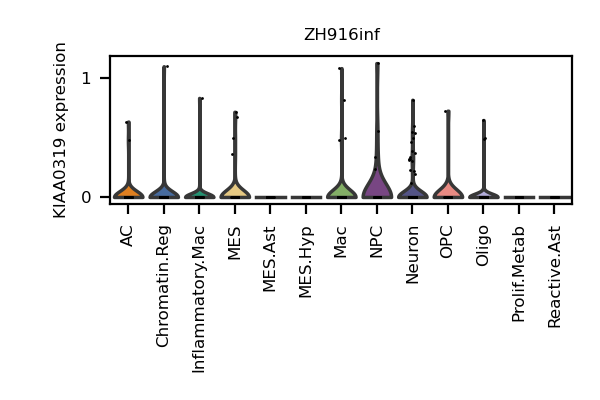 ZH916inf
KIAA0319 expression
1
0
AC
Chromatin.Reg
Inflammatory.Mac
MES
MES.Ast
MES.Hyp
Mac
NPC
Neuron
OPC
Oligo
Prolif.Metab
Reactive.Ast